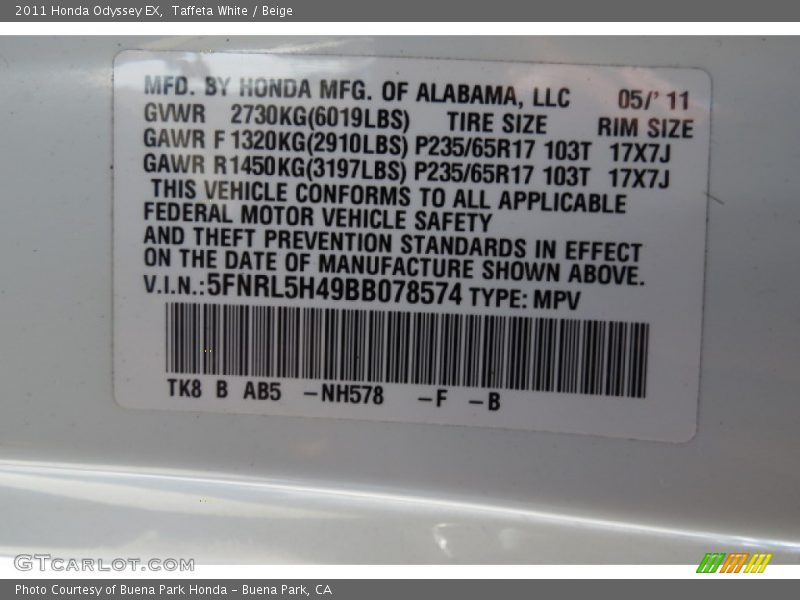 2011 Honda Odyssey EX,  Taffeta White / Beige
MFD. BY HONDA MFG. OF ALABAMA, LLC 05/' 11
GVWR 2730KG(6019LBS) TIRE SIZE RIM SIZE
GAWR F 1320KG(2910LBS) P235/65R17 103T 17X7J
GAWR R1450KG(3197LBS) P235/65R17 103T 17X7J
THIS VEHICLE CONFORMS TO ALL APPLICABLE
FEDERAL MOTOR VEHICLE SAFETY
AND THEFT PREVENTION STANDARDS IN EFFECT
ON THE DATE OF MANUFACTURE SHOWN ABOVE.
V.I.N.:5FNRL5H49BB078574 TYPE: MPV
TK8 B AB5 -NH578 -F -B
GTCARLOT.COM
Photo Courtesy of Buena Park Honda - Buena Park, CA